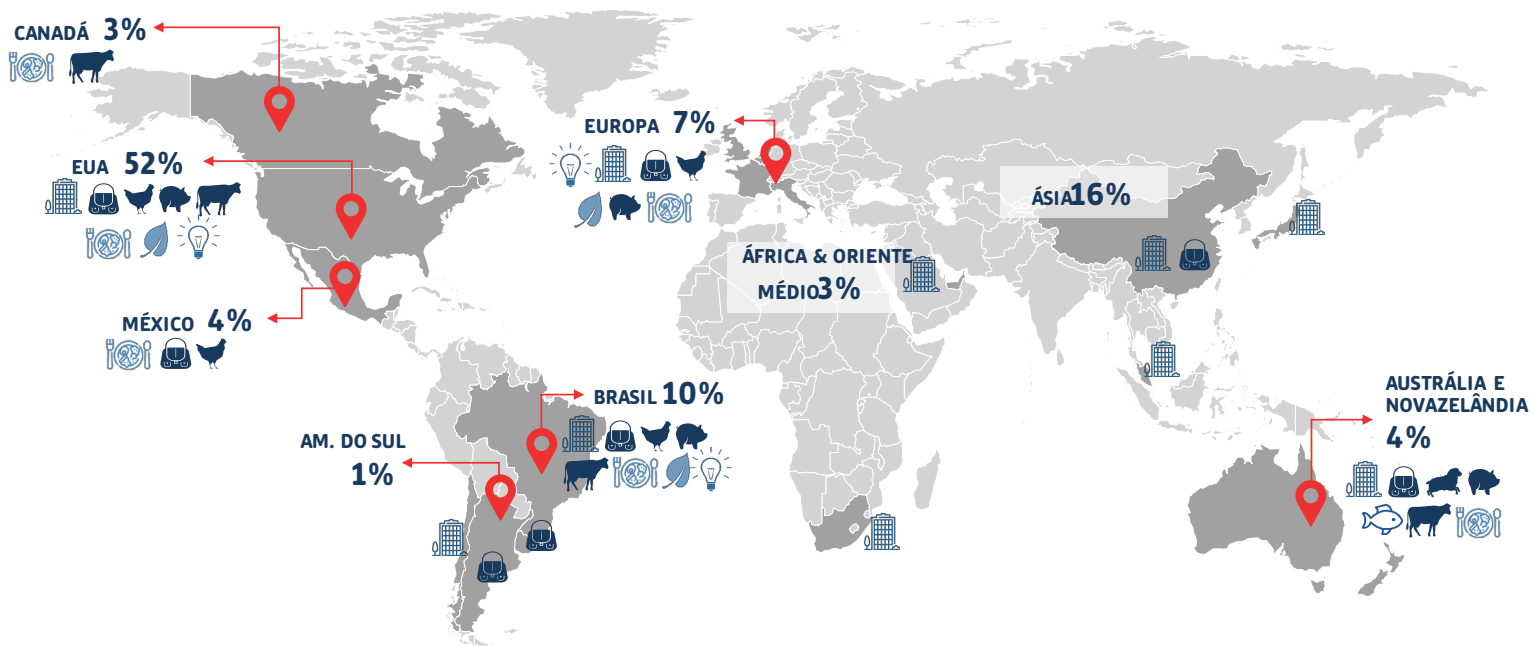 CANADÁ 3%
EUA 52%
MÉXICO 4%
EUROPA 7%
ÁSIA16%
ÁFRICA & ORIENTE
MÉDIO3%
BRASIL 10%
AM. DO SUL
1%
AUSTRÁLIA E
NOVAZELÂNDIA
4%